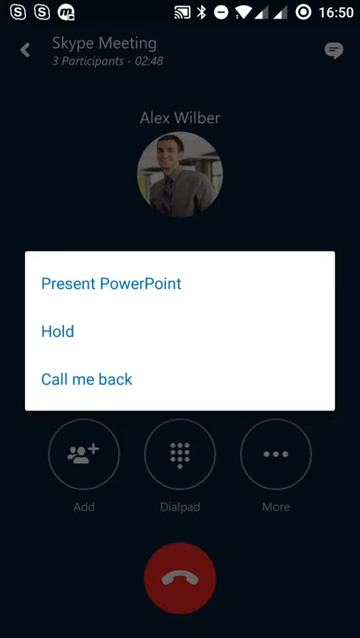 16:50
Skype Meeting
3 Participants - 02:48
Alex Wilber
Present PowerPoint
Hold
Call me back
Add
Dialpad
More